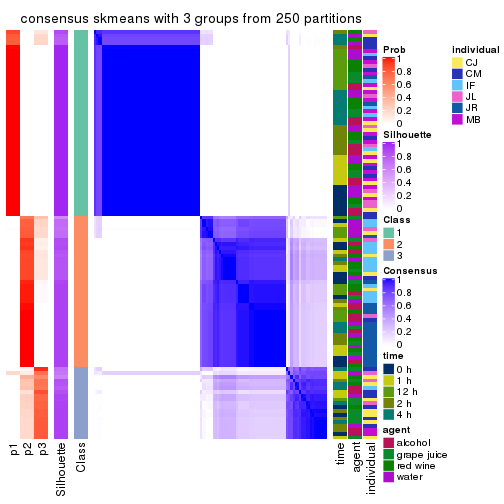 consensus skmeans with 3 groups from 250 partitions
p1
p2
p3
Silhouette
Class
time
agent
individual
Prob
1
0.8
0.6
0.4
0.2
0
Silhouette
1
0.8
0.6
0.4
0.2
0
Class
1
2
3
Consensus
1
0.8
0.6
0.4
0.2
0
time
0 h
1 h
12 h
2 h
4 h
agent
alcohol
grape juice
red wine
water
individual
CJ
CM
IF
JL
JR
MB